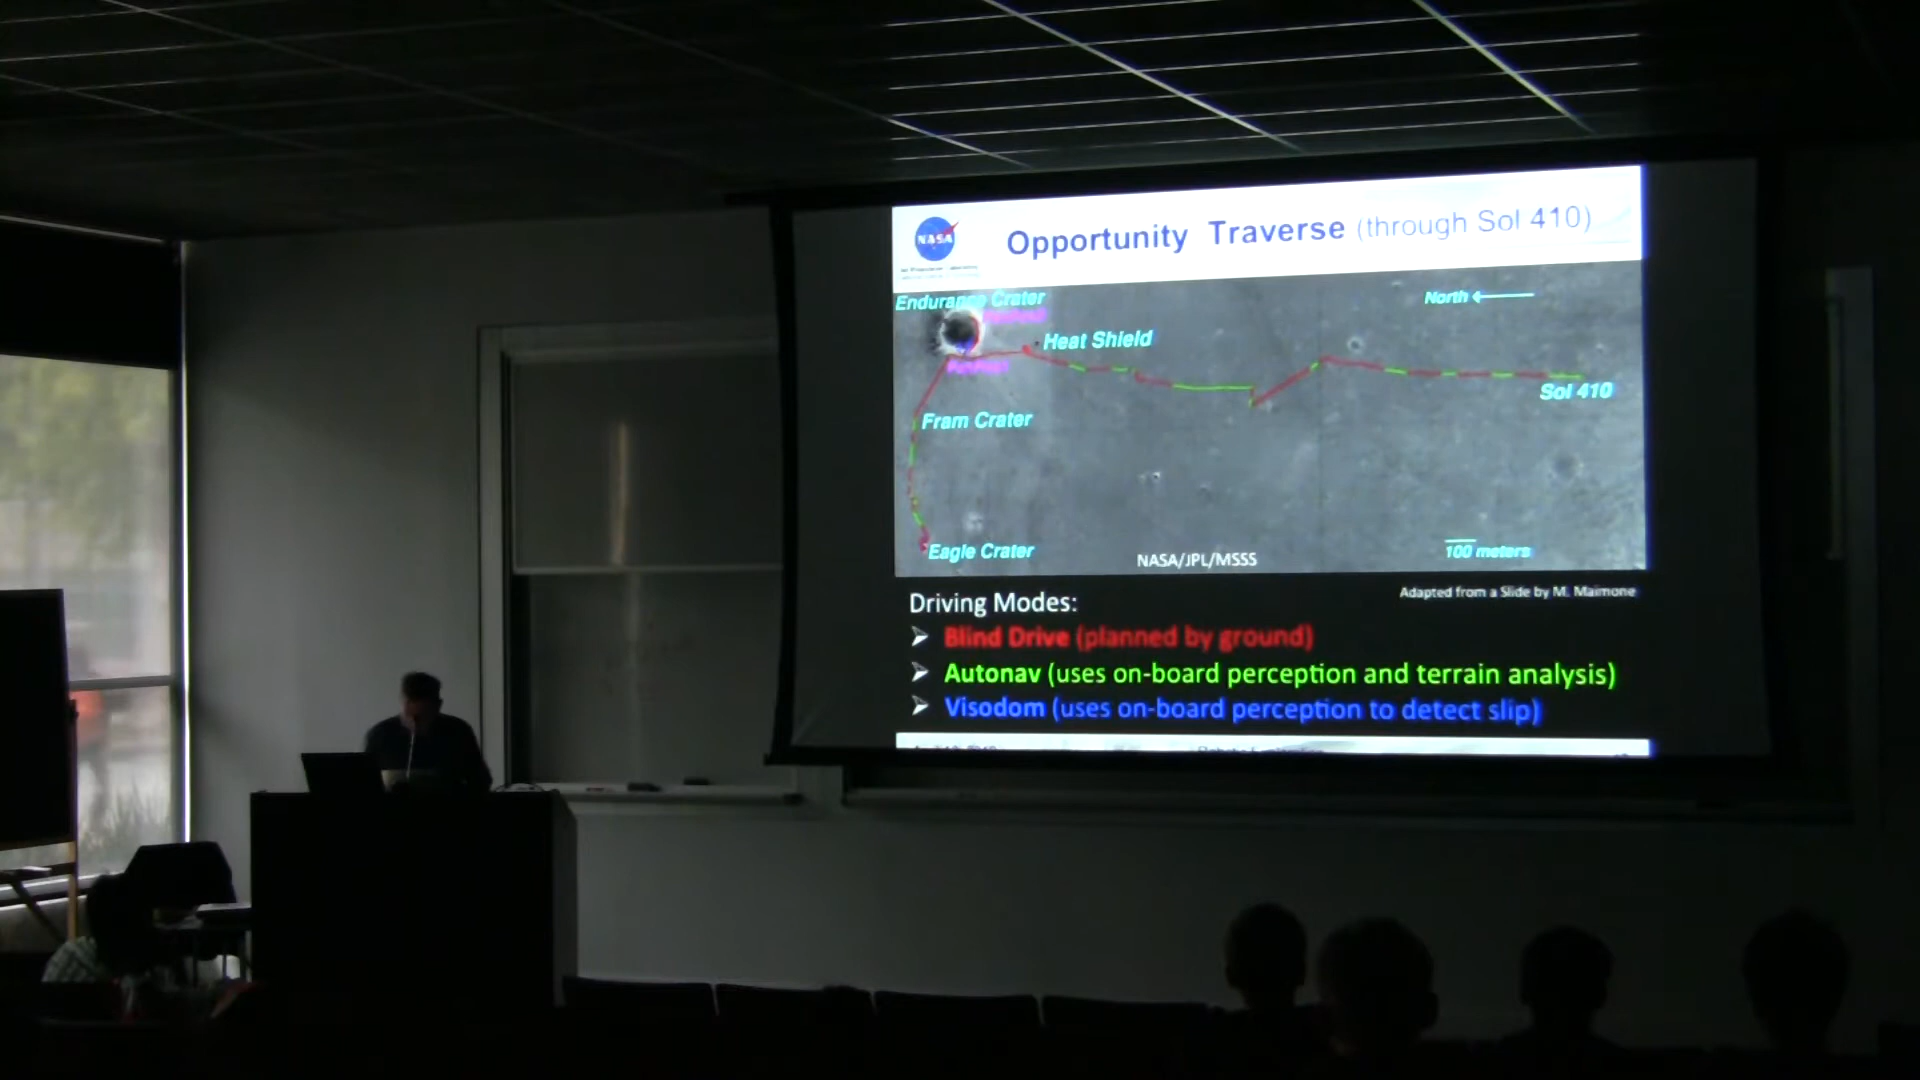 NASA
Opportunity Traverse (through Sol 410)
Endurance Crater
North
Heat Shield
Sol 410
Fram Crater
Eagle Crater
NASA/JPL/MSSS
100 meters
Adapted from a Slide by M. Maimone
Driving Modes:
Blind Drive (planned by ground)
Autonav (uses on-board perception and terrain analysis)
Visodom (uses on-board perception to detect slip)